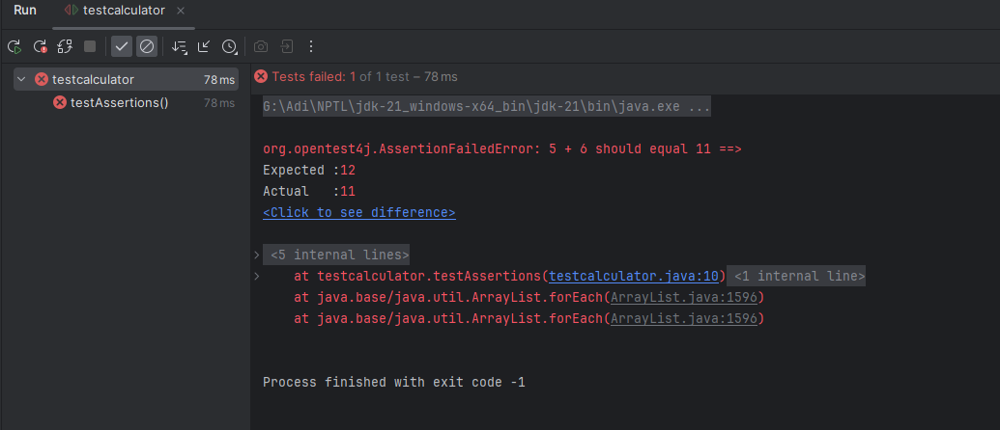 Run testcalculator
testcalculator 78 ms
testAssertions() 78 ms
Tests failed: 1 of 1 test – 78 ms
G:\Adi\NPTL\jdk-21_windows-x64_bin\jdk-21\bin\java.exe ...
org.opentest4j.AssertionFailedError: 5 + 6 should equal 11 ==>
Expected :12
Actual   :11
<Click to see difference>
<5 internal lines>
at testcalculator.testAssertions(testcalculator.java:10) <1 internal line>
at java.base/java.util.ArrayList.forEach(ArrayList.java:1596)
at java.base/java.util.ArrayList.forEach(ArrayList.java:1596)
Process finished with exit code -1